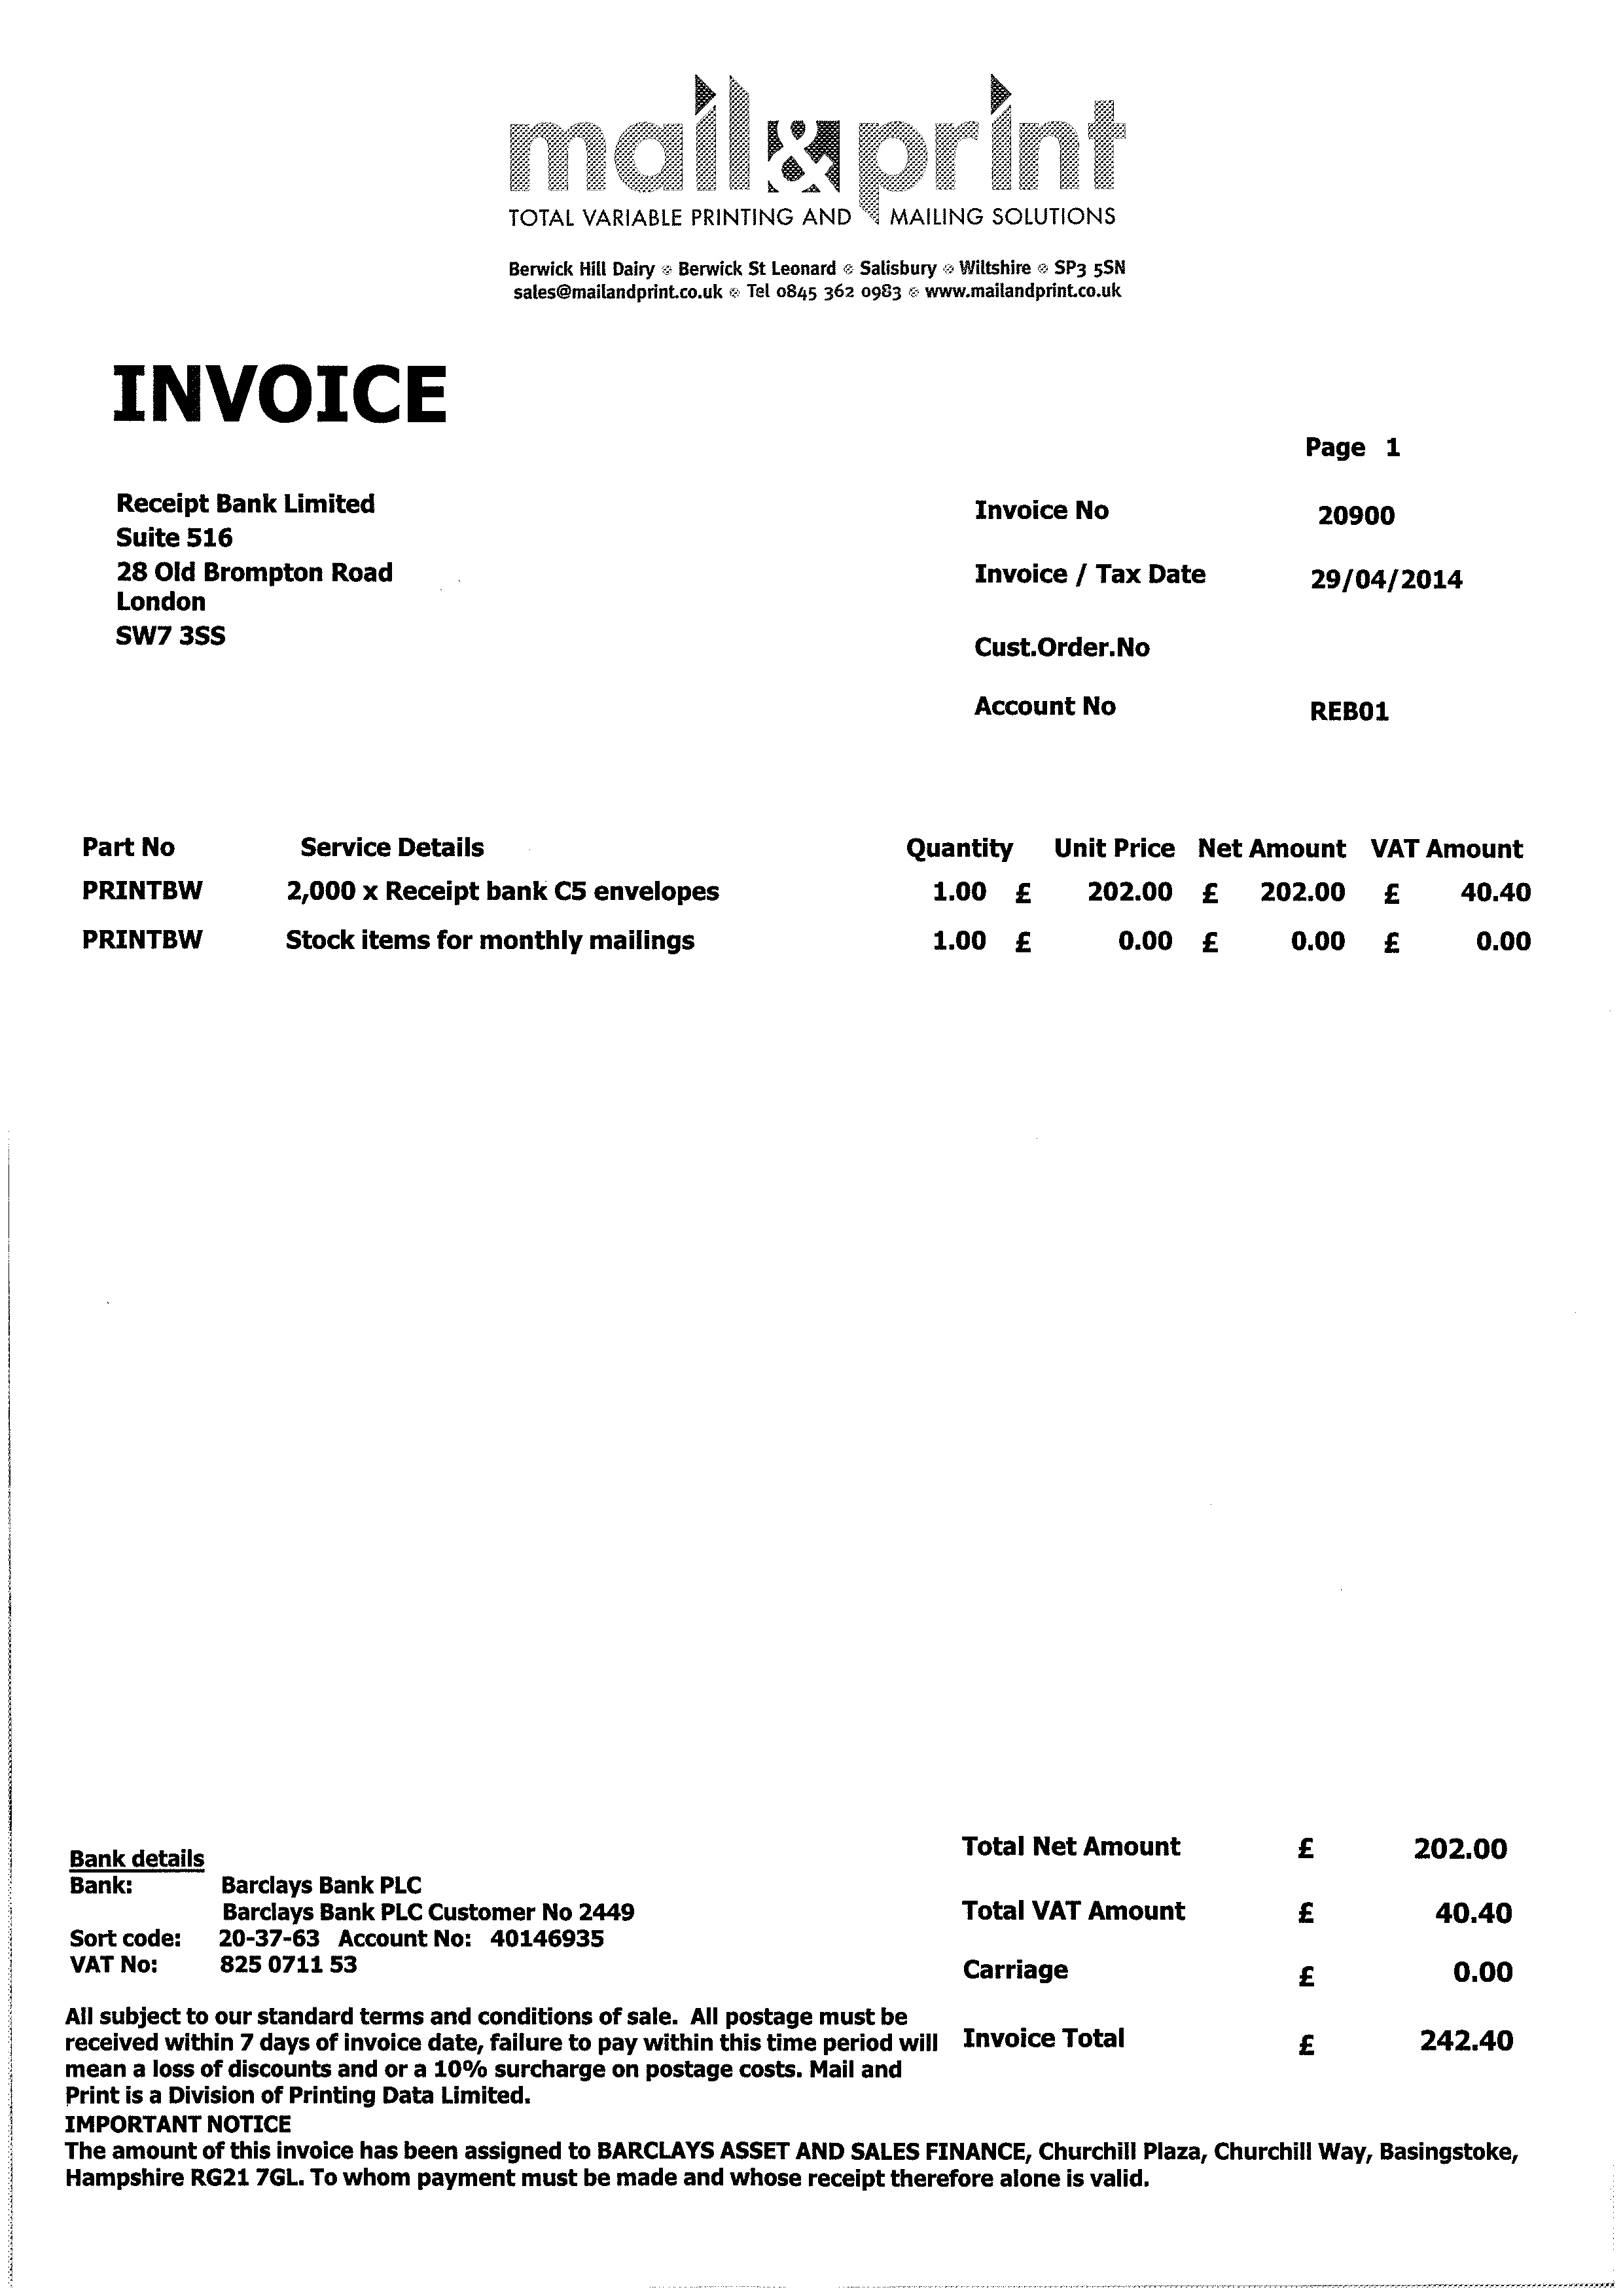 mail&print
TOTAL VARIABLE PRINTING AND MAILING SOLUTIONS
Berwick Hill Dairy Berwick St Leonard Salisbury Wiltshire SP3 5SN
sales@mailandprint.co.uk Tel 0845 362 0983 www.mailandprint.co.uk
INVOICE
Page 1
Receipt Bank Limited
Suite 516
28 Old Brompton Road
London
SW7 3SS
Invoice No 20900
Invoice / Tax Date 29/04/2014
Cust.Order.No
Account No REB01
Part No Service Details Quantity Unit Price Net Amount VAT Amount
PRINTBW 2,000 x Receipt bank C5 envelopes 1.00 £ 202.00 £ 202.00 £ 40.40
PRINTBW Stock items for monthly mailings 1.00 £ 0.00 £ 0.00 £ 0.00
Bank details
Bank: Barclays Bank PLC
Barclays Bank PLC Customer No 2449
Sort code: 20-37-63 Account No: 40146935
VAT No: 825 0711 53
Total Net Amount £ 202.00
Total VAT Amount £ 40.40
Carriage £ 0.00
Invoice Total £ 242.40
All subject to our standard terms and conditions of sale. All postage must be
received within 7 days of invoice date, failure to pay within this time period will
mean a loss of discounts and or a 10% surcharge on postage costs. Mail and
Print is a Division of Printing Data Limited.
IMPORTANT NOTICE
The amount of this invoice has been assigned to BARCLAYS ASSET AND SALES FINANCE, Churchill Plaza, Churchill Way, Basingstoke,
Hampshire RG21 7GL. To whom payment must be made and whose receipt therefore alone is valid.